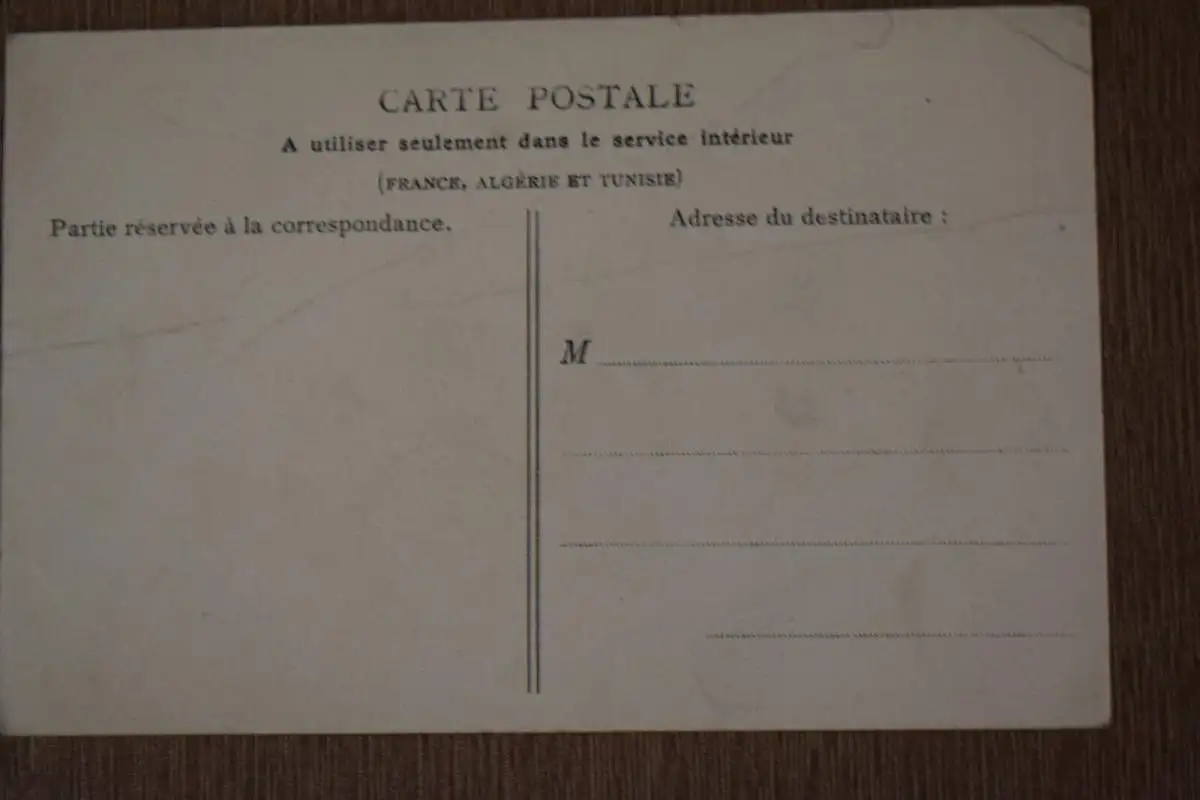 CARTE POSTALE
A utiliser seulement dans le service intérieur
(FRANCE, ALGÉRIE ET TUNISIE)
Partie réservée à la correspondance.
Adresse du destinataire :
M